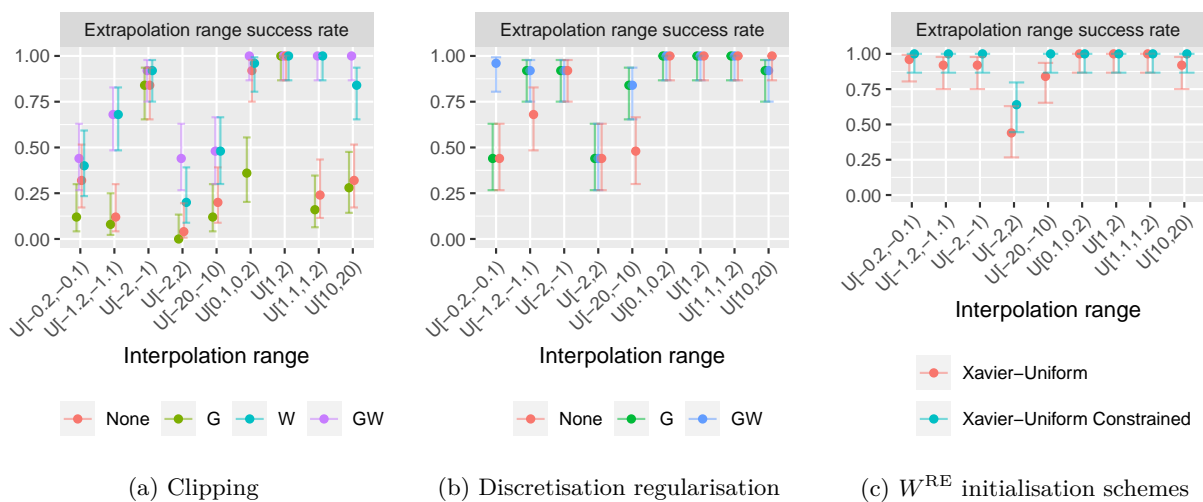 Extrapolation range success rate
1.00
0.75
0.50
0.25
0.00
U[−0.2,−0.1)
U[−1.2,−1.1)
U[−2,−1)
U[−2,2)
U[−20,−10)
U[0.1,0.2)
U[1,2)
U[1.1,1.2)
U[10,20)
Interpolation range
None G W GW
(a) Clipping
Extrapolation range success rate
1.00
0.75
0.50
0.25
0.00
U[−0.2,−0.1)
U[−1.2,−1.1)
U[−2,−1)
U[−2,2)
U[−20,−10)
U[0.1,0.2)
U[1,2)
U[1.1,1.2)
U[10,20)
Interpolation range
None G GW
(b) Discretisation regularisation
Extrapolation range success rate
1.00
0.75
0.50
0.25
0.00
U[−0.2,−0.1)
U[−1.2,−1.1)
U[−2,−1)
U[−2,2)
U[−20,−10)
U[0.1,0.2)
U[1,2)
U[1.1,1.2)
U[10,20)
Interpolation range
Xavier−Uniform
Xavier−Uniform Constrained
(c) W^RE initialisation schemes